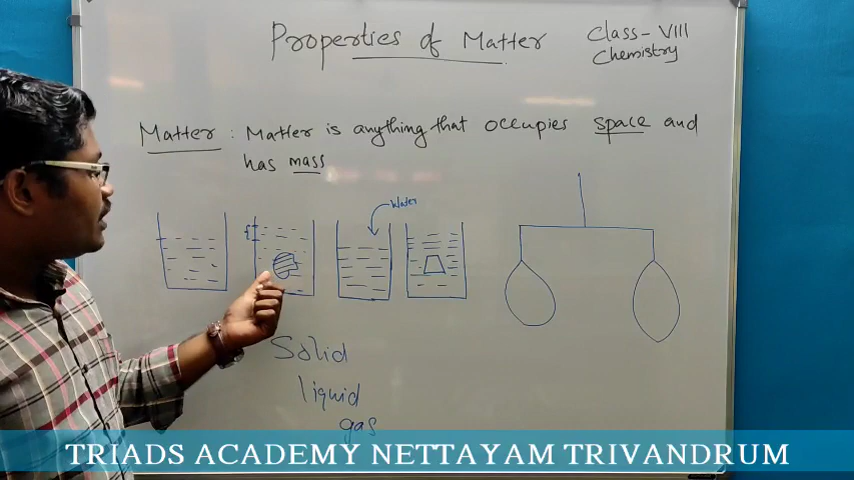 Properties of Matter
Class - VIII
Chemistry
Matter : Matter is anything that occupies space and
has mass
Water
Solid
liquid
gas
TRIADS ACADEMY NETTAYAM TRIVANDRUM